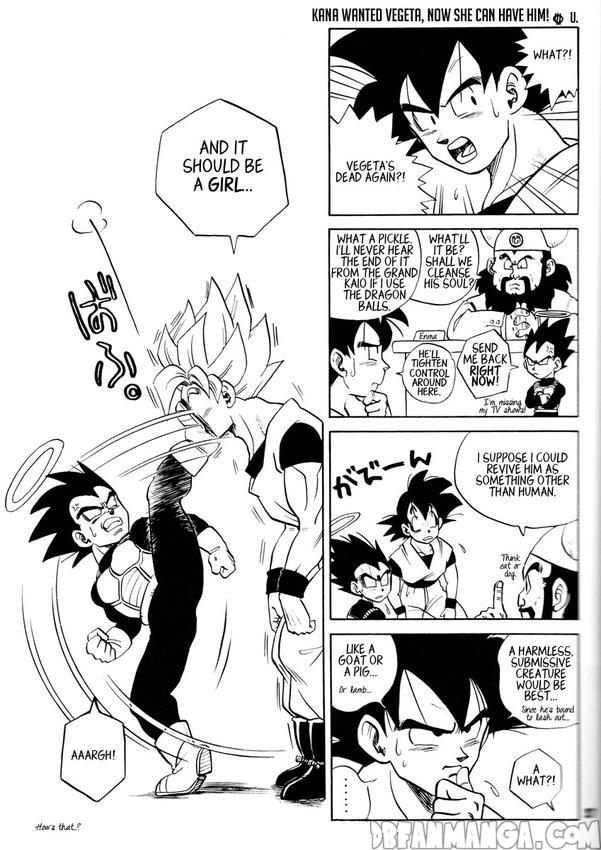 KANA WANTED VEGETA, NOW SHE CAN HAVE HIM! U.
WHAT?!
VEGETA'S
DEAD AGAIN?!
WHAT'LL
IT BE?
SHALL WE
CLEANSE
HIS SOUL?
WHAT A PICKLE.
I'LL NEVER HEAR
THE END OF IT
FROM THE GRAND
KAIO IF I USE
THE DRAGON
BALLS.
Enma
SEND
ME BACK
RIGHT
NOW!
I'm missing
my TV shows!
HE'LL
TIGHTEN
CONTROL
AROUND
HERE.
I SUPPOSE I COULD
REVIVE HIM AS
SOMETHING OTHER
THAN HUMAN.
Think
cat or
dog.
がでーん
A HARMLESS,
SUBMISSIVE
CREATURE
WOULD BE
BEST...
Since he's bound
to lash out...
LIKE A
GOAT OR
A PIG...
Or lamb...
A
WHAT?!
......
AND IT
SHOULD BE
A GIRL...
ばふ。
AAARGH!
How's that..?
DBFANMANGA.COM